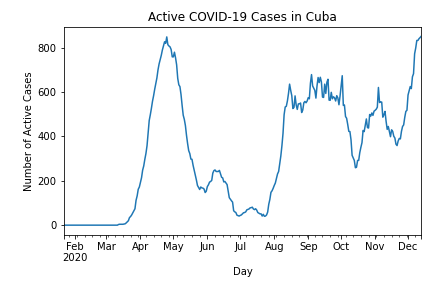 Active COVID-19 Cases in Cuba
Number of Active Cases
800
600
400
200
0
Feb Mar Apr May Jun Jul Aug Sep Oct Nov Dec
2020
Day